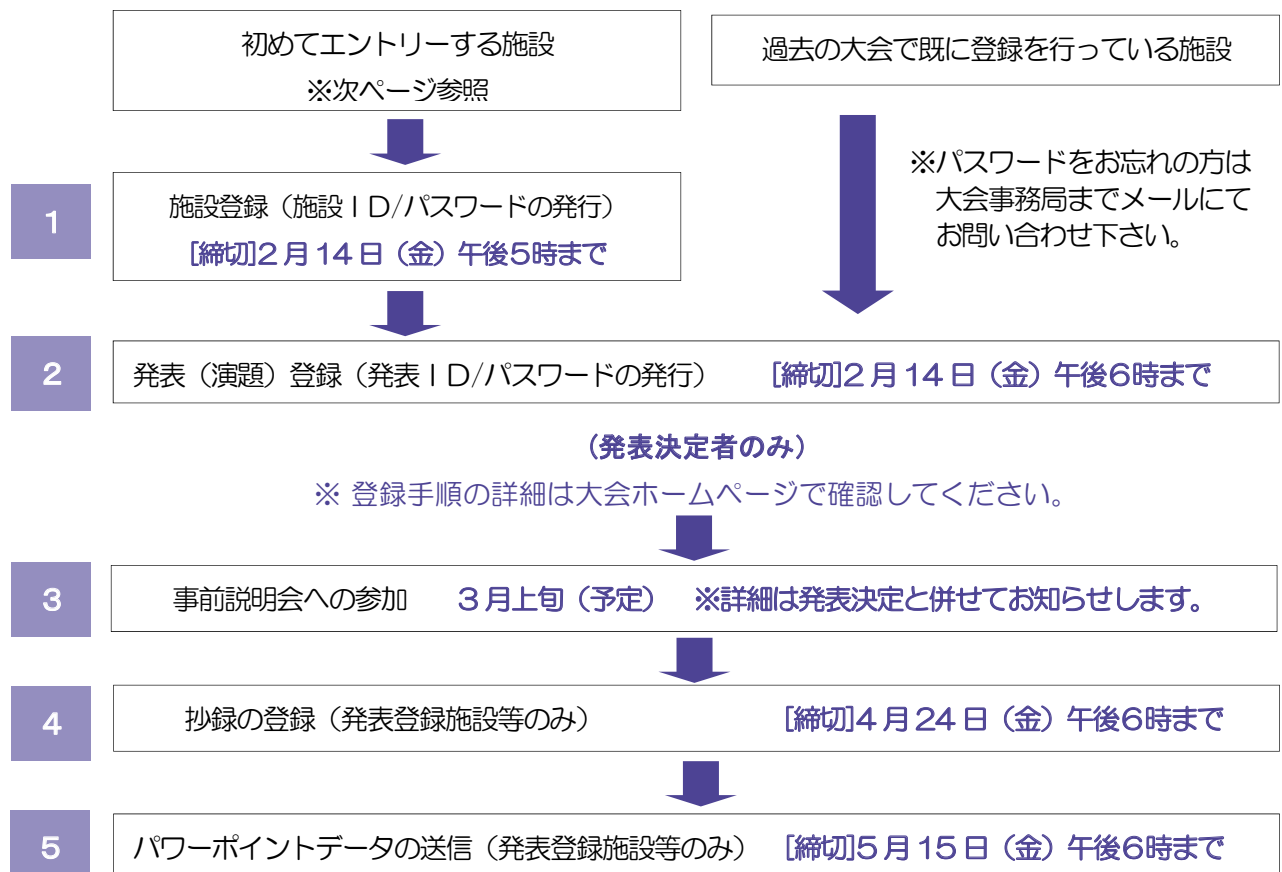 初めてエントリーする施設
※次ページ参照
過去の大会で既に登録を行っている施設
※パスワードをお忘れの方は
大会事務局までメールにて
お問い合わせ下さい。
1
施設登録（施設ＩＤ/パスワードの発行）
[締切]2月14日（金）午後5時まで
2
発表（演題）登録（発表ＩＤ/パスワードの発行） [締切]2月14日（金）午後6時まで
（発表決定者のみ）
※ 登録手順の詳細は大会ホームページで確認してください。
3
事前説明会への参加 3月上旬（予定） ※詳細は発表決定と併せてお知らせします。
4
抄録の登録（発表登録施設等のみ） [締切]4月24日（金）午後6時まで
5
パワーポイントデータの送信（発表登録施設等のみ） [締切]5月15日（金）午後6時まで